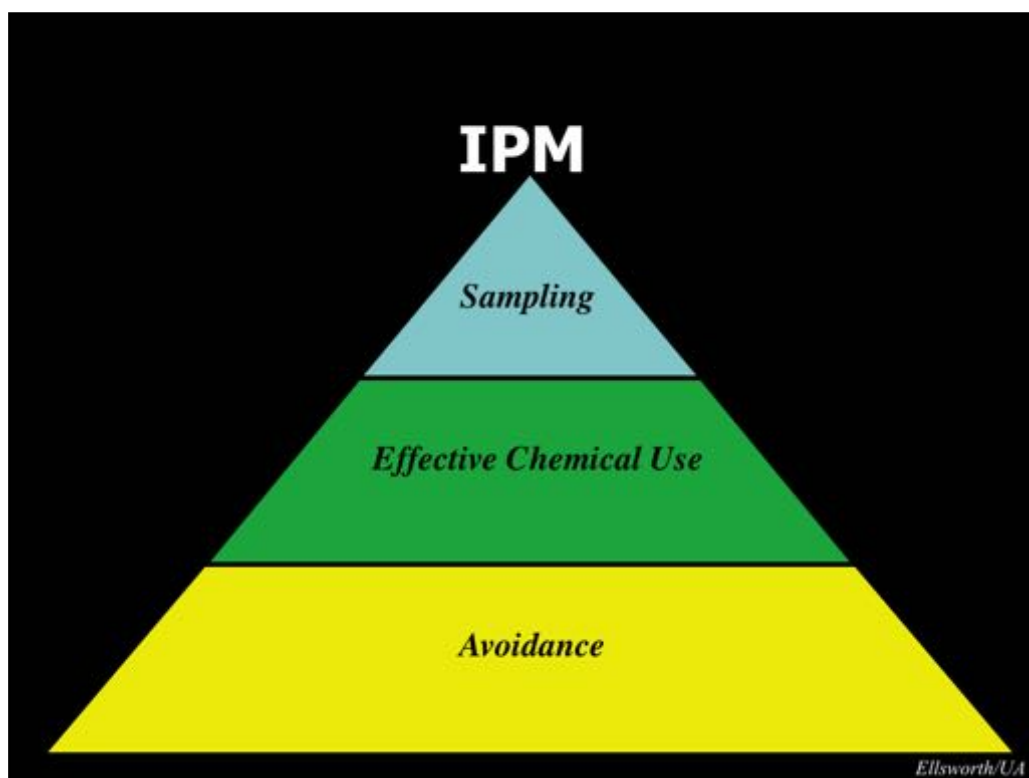 IPM
Sampling
Effective Chemical Use
Avoidance
Ellsworth/UA